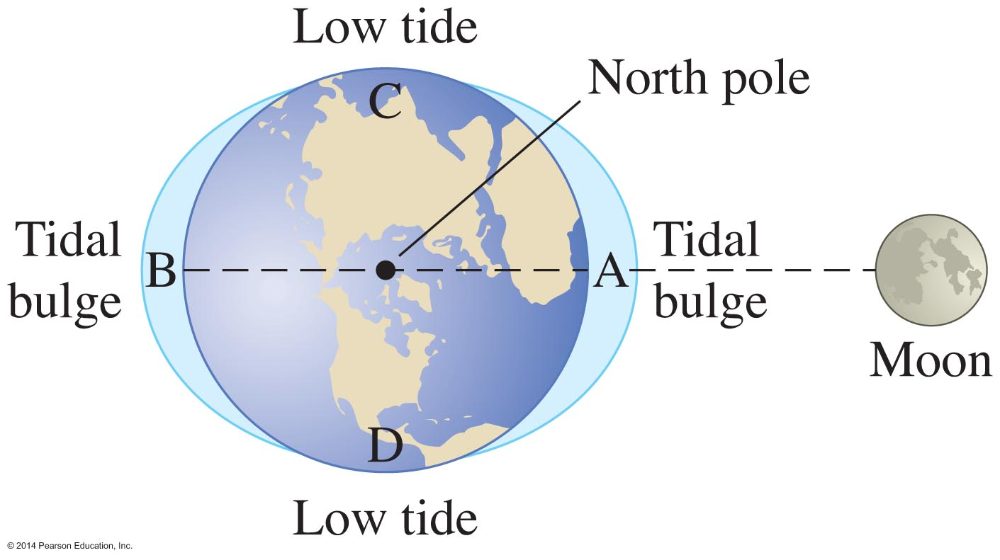 Low tide
North pole
C
Tidal
bulge
B
A
Tidal
bulge
Moon
D
Low tide
© 2014 Pearson Education, Inc.